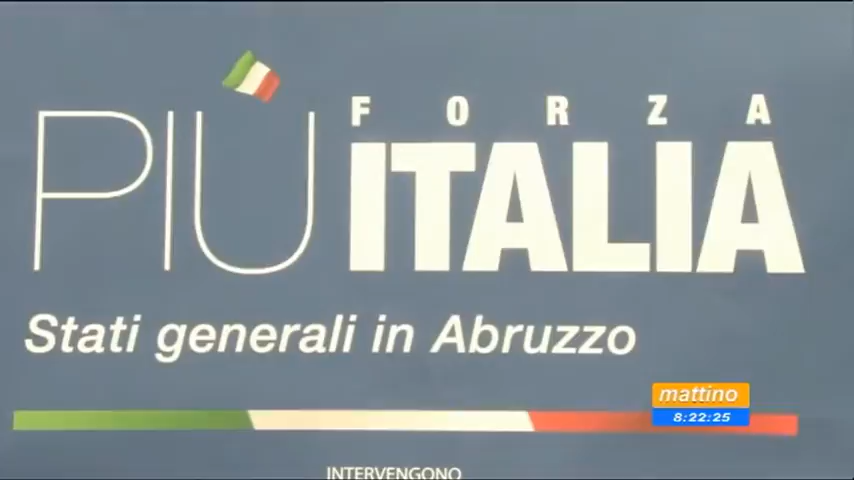 PIÙ FORZA
ITALIA
Stati generali in Abruzzo
mattino
8:22:25
INTERVENGONO